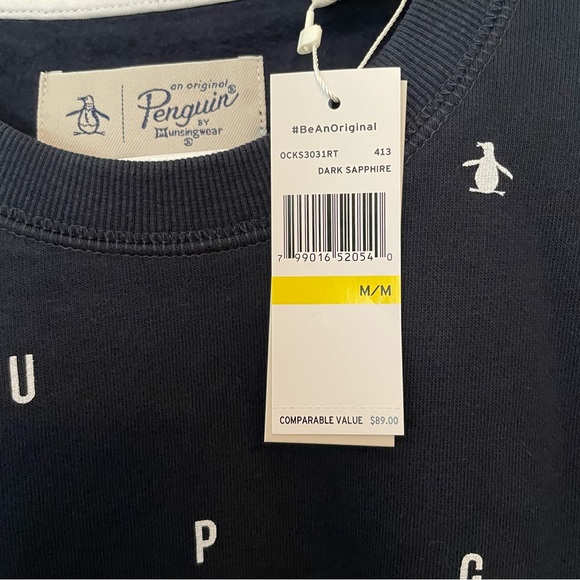 an original
Penguin®
BY
Munsingwear
®
#BeAnOriginal
OCKS3031RT 413
DARK SAPPHIRE
7 99016 52054 0
M/M
COMPARABLE VALUE $89.00
U
P